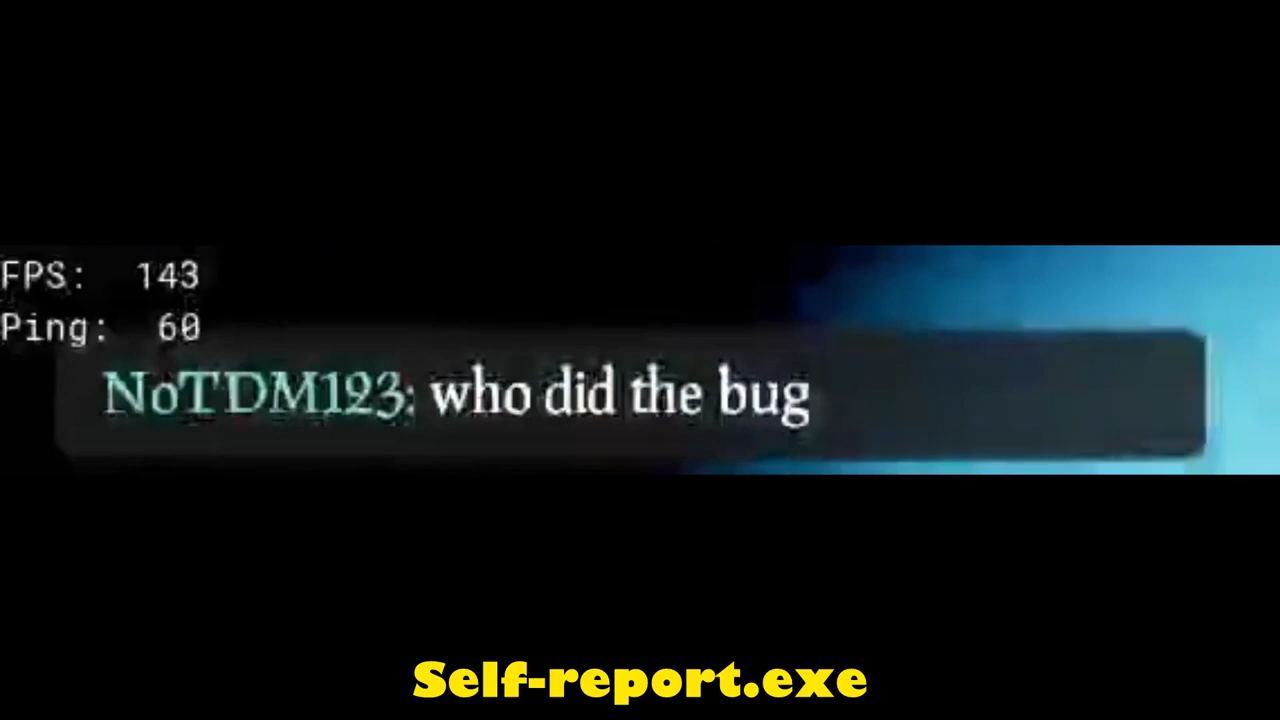 FPS: 143
Ping: 60
NoTDM123: who did the bug
Self-report.exe